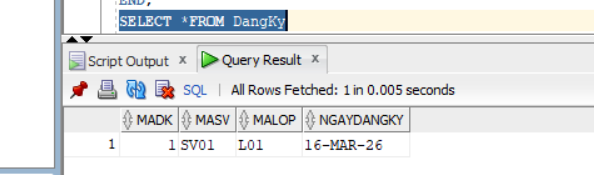 END;
SELECT *FROM DangKy
Script Output x Query Result x
SQL | All Rows Fetched: 1 in 0.005 seconds
MADK MASV MALOP NGAYDANGKY
1 1 SV01 L01 16-MAR-26